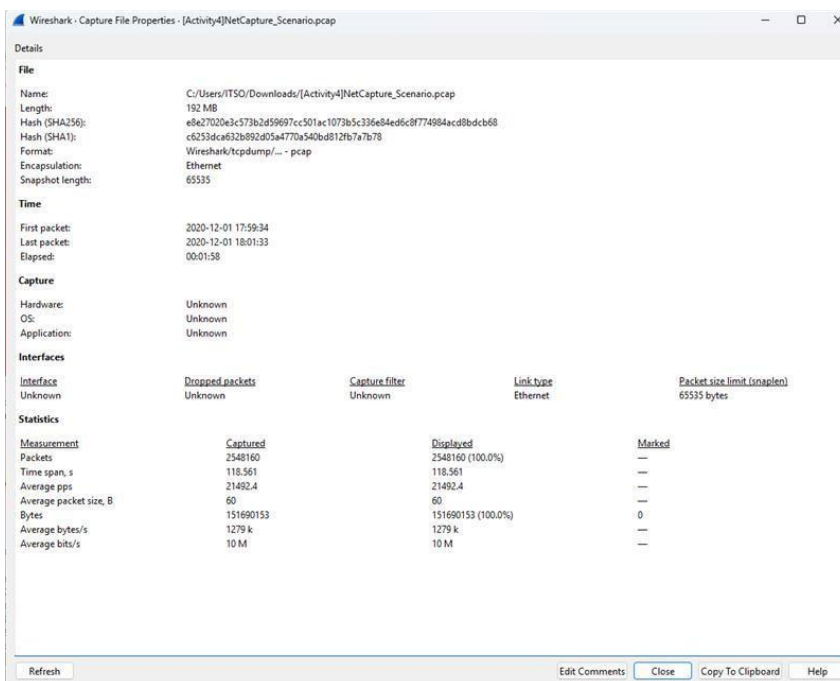 Wireshark · Capture File Properties · [Activity4]NetCapture_Scenario.pcap
Details
File
Name: C:/Users/ITSO/Downloads/[Activity4]NetCapture_Scenario.pcap
Length: 192 MB
Hash (SHA256): e8e27020e3c573b2d59697cc501ac1073b5c336e84ed6c8f774984acd8bdcb68
Hash (SHA1): c6253dca632b892d05a4770a540bd812fb7a7b78
Format: Wireshark/tcpdump/... - pcap
Encapsulation: Ethernet
Snapshot length: 65535
Time
First packet: 2020-12-01 17:59:34
Last packet: 2020-12-01 18:01:33
Elapsed: 00:01:58
Capture
Hardware: Unknown
OS: Unknown
Application: Unknown
Interfaces
Interface Dropped packets Capture filter Link type Packet size limit (snaplen)
Unknown Unknown Unknown Ethernet 65535 bytes
Statistics
Measurement Captured Displayed Marked
Packets 2548160 2548160 (100.0%) —
Time span, s 118.561 118.561 —
Average pps 21492.4 21492.4 —
Average packet size, B 60 60 —
Bytes 151690153 151690153 (100.0%) 0
Average bytes/s 1279 k 1279 k —
Average bits/s 10 M 10 M —
Refresh Edit Comments Close Copy To Clipboard Help